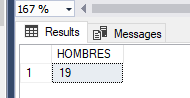 167 %
Results Messages
HOMBRES
1 19